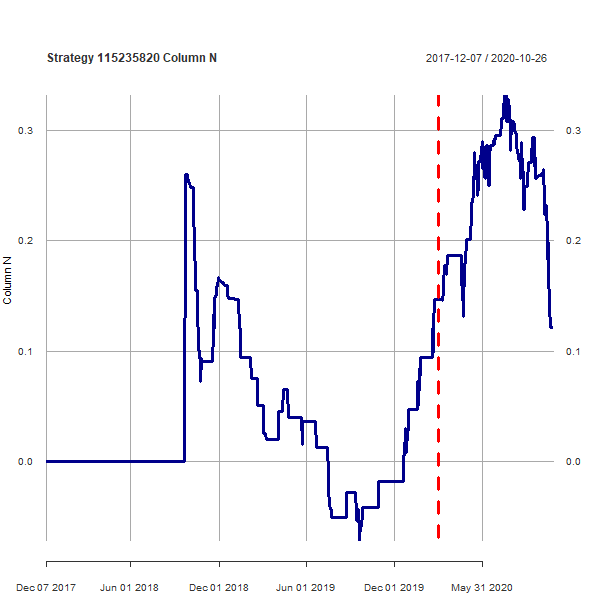 Strategy 115235820 Column N
2017-12-07 / 2020-10-26
Column N
0.3
0.3
0.2
0.2
0.1
0.1
0.0
0.0
Dec 07 2017
Jun 01 2018
Dec 01 2018
Jun 01 2019
Dec 01 2019
May 31 2020